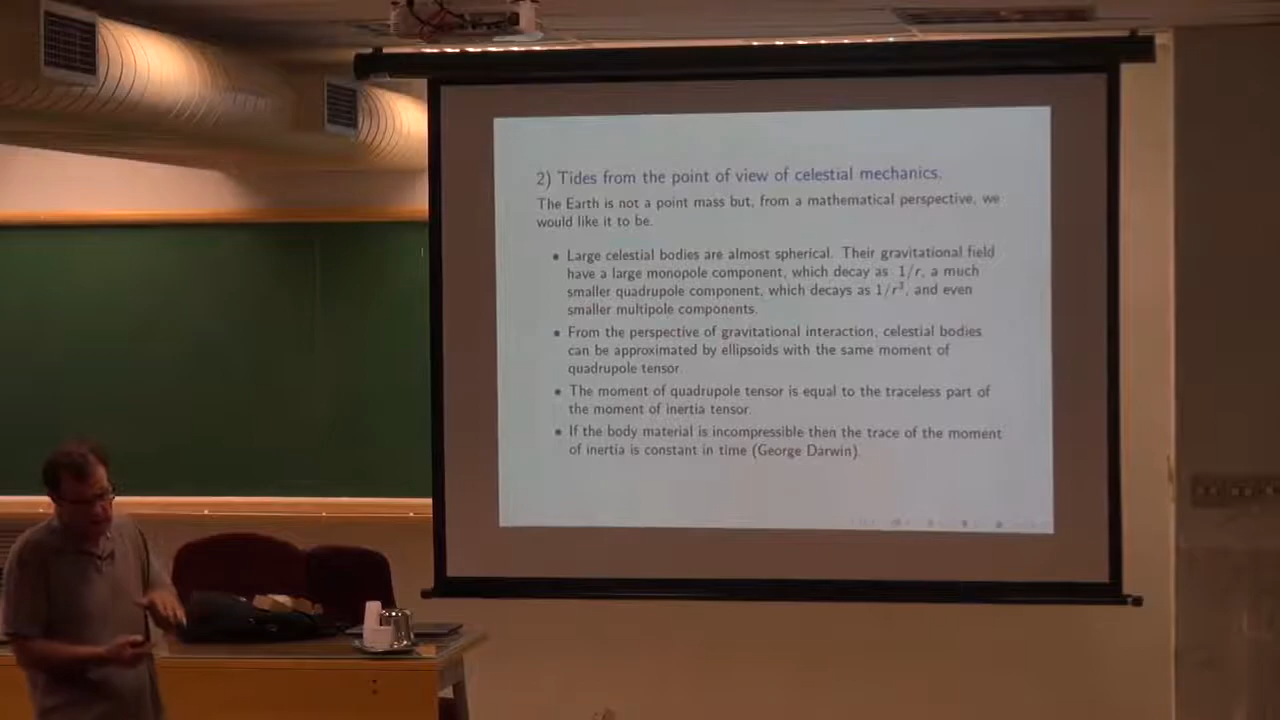 2) Tides from the point of view of celestial mechanics.
The Earth is not a point mass but, from a mathematical perspective, we
would like it to be.
• Large celestial bodies are almost spherical. Their gravitational field
have a large monopole component, which decay as 1/r, a much
smaller quadrupole component, which decays as 1/r³, and even
smaller multipole components.
• From the perspective of gravitational interaction, celestial bodies
can be approximated by ellipsoids with the same moment of
quadrupole tensor.
• The moment of quadrupole tensor is equal to the traceless part of
the moment of inertia tensor.
• If the body material is incompressible then the trace of the moment
of inertia is constant in time (George Darwin).